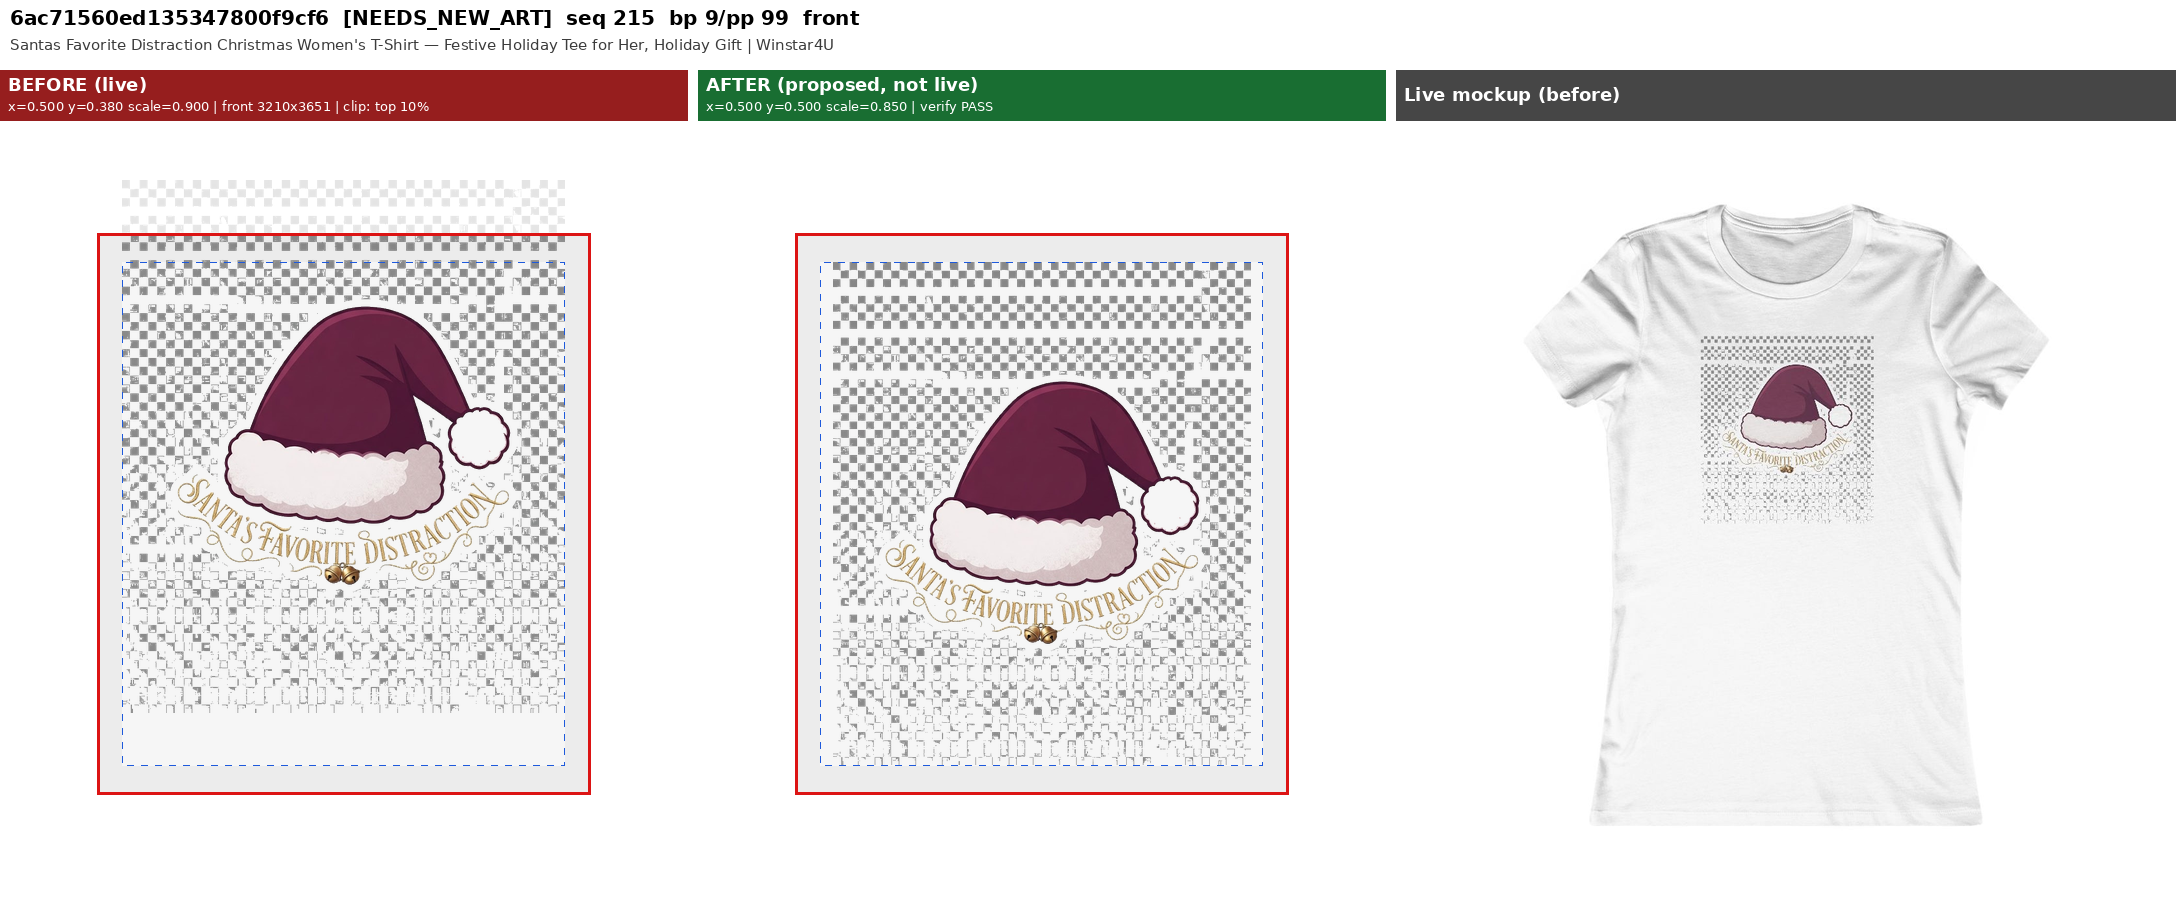 6ac71560ed135347800f9cf6 [NEEDS_NEW_ART] seq 215 bp 9/pp 99 front
Santas Favorite Distraction Christmas Women's T-Shirt — Festive Holiday Tee for Her, Holiday Gift | Winstar4U
BEFORE (live)
x=0.500 y=0.380 scale=0.900 | front 3210x3651 | clip: top 10%
AFTER (proposed, not live)
x=0.500 y=0.500 scale=0.850 | verify PASS
Live mockup (before)
SANTA'S FAVORITE DISTRACTION
SANTA'S FAVORITE DISTRACTION
SANTA'S FAVORITE DISTRACTION